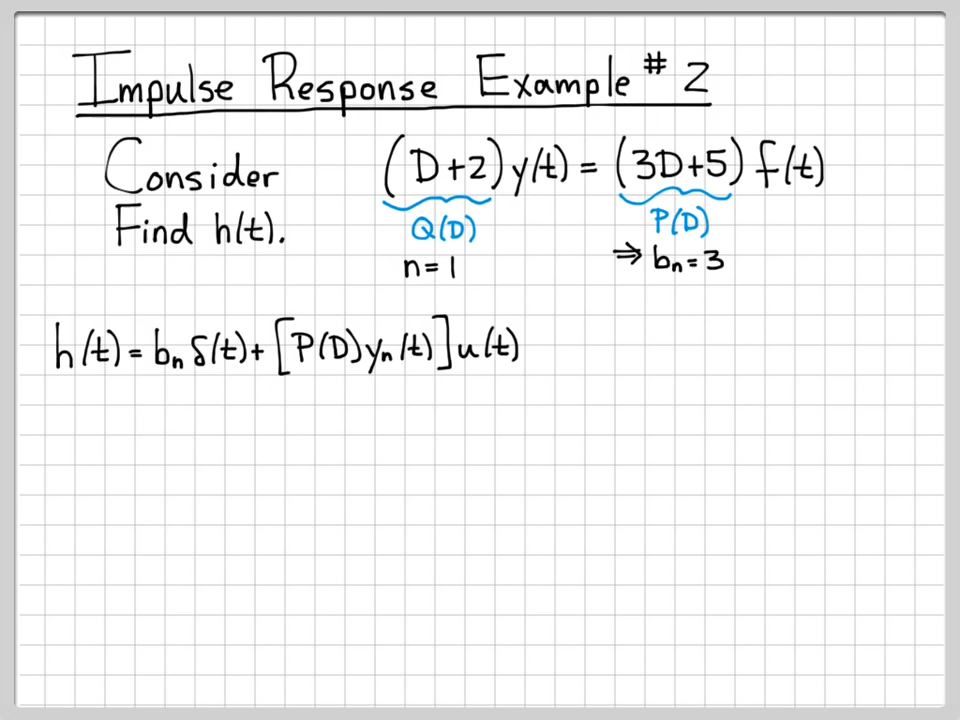 Impulse Response Example # 2
Consider (D+2) y(t) = (3D+5) f(t)
Find h(t). Q(D) P(D)
n = 1 ⇒ bₙ = 3
h(t) = bₙ δ(t) + [P(D) yₙ(t)] u(t)